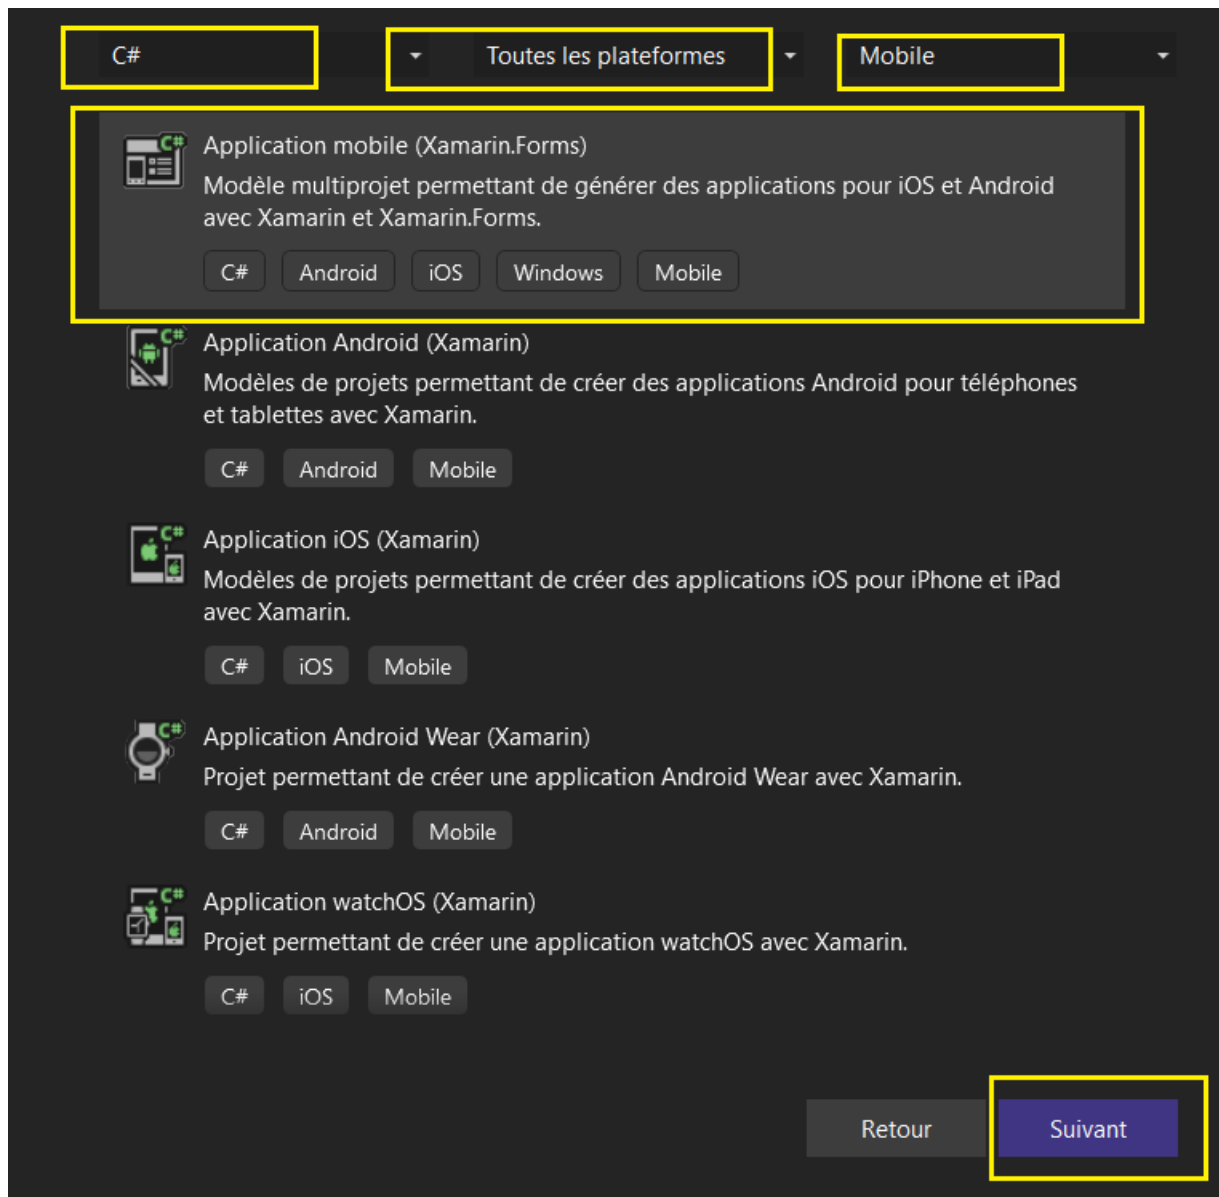 C# Toutes les plateformes Mobile
C#
Application mobile (Xamarin.Forms)
Modèle multiprojet permettant de générer des applications pour iOS et Android
avec Xamarin et Xamarin.Forms.
C# Android iOS Windows Mobile
C#
Application Android (Xamarin)
Modèles de projets permettant de créer des applications Android pour téléphones
et tablettes avec Xamarin.
C# Android Mobile
C#
Application iOS (Xamarin)
Modèles de projets permettant de créer des applications iOS pour iPhone et iPad
avec Xamarin.
C# iOS Mobile
C#
Application Android Wear (Xamarin)
Projet permettant de créer une application Android Wear avec Xamarin.
C# Android Mobile
C#
Application watchOS (Xamarin)
Projet permettant de créer une application watchOS avec Xamarin.
C# iOS Mobile
Retour Suivant